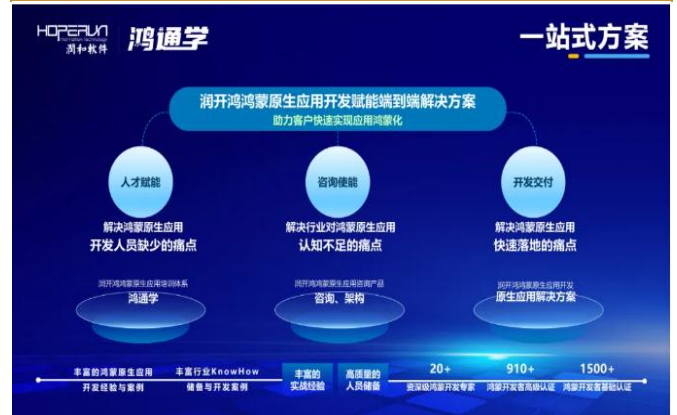 HOPERUN
润和软件
鸿通学
一站式方案
润开鸿鸿蒙原生应用开发赋能端到端解决方案
助力客户快速实现应用鸿蒙化
人才赋能
咨询使能
开发交付
解决鸿蒙原生应用
开发人员缺少的痛点
解决行业对鸿蒙原生应用
认知不足的痛点
解决鸿蒙原生应用
快速落地的痛点
润开鸿鸿蒙原生应用培训体系
鸿通学
润开鸿鸿蒙原生应用咨询产品
咨询、架构
润开鸿鸿蒙原生应用开发
原生应用解决方案
丰富的鸿蒙原生应用
开发经验与案例
丰富行业KnowHow
储备与开发案例
丰富的
实战经验
高质量的
人员储备
20+
资深级鸿蒙开发专家
910+
鸿蒙开发者高级认证
1500+
鸿蒙开发者基础认证